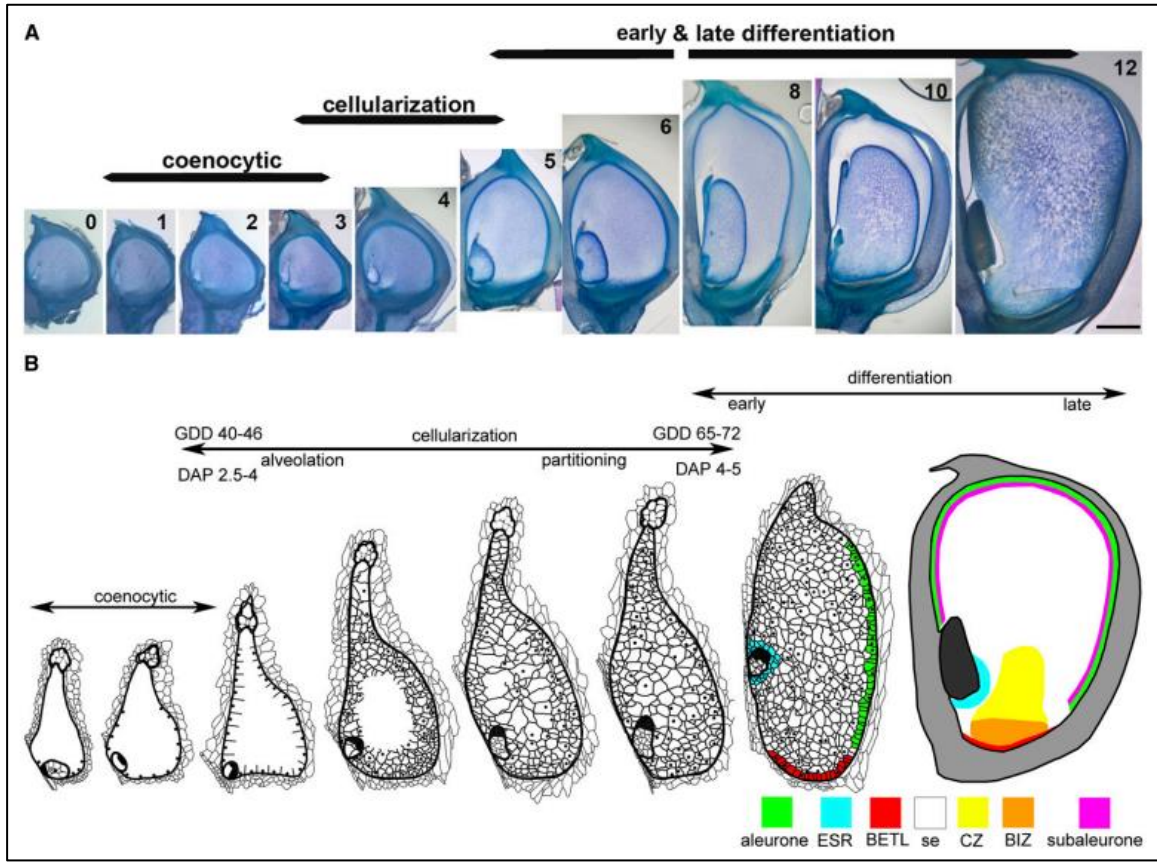 A
early & late differentiation
12
cellularization
8
10
6
coenocytic
5
4
0
1
2
3
B
differentiation
early
late
GDD 40-46
cellularization
GDD 65-72
DAP 2.5-4
alveolation
partitioning
DAP 4-5
coenocytic
aleurone ESR BETL se CZ BIZ subaleurone